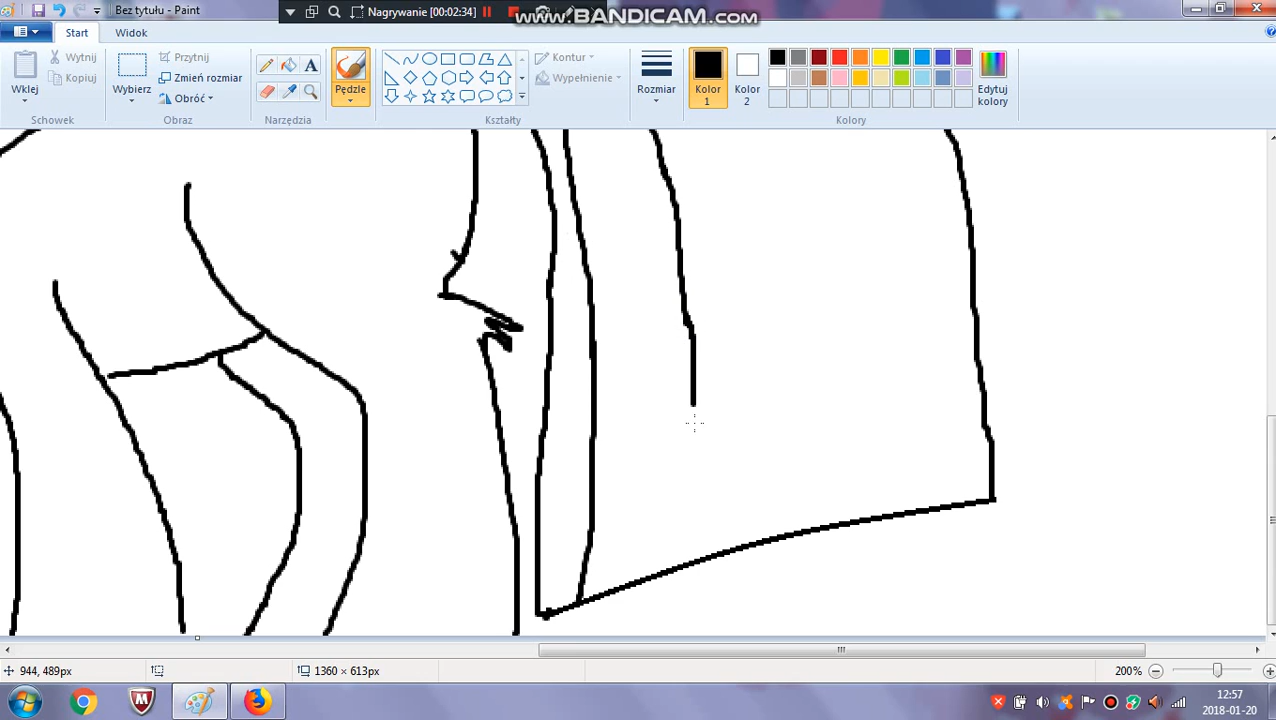 Bez tytułu - Paint
Nagrywanie [00:02:34]
www.BANDICAM.com
Start
Widok
Wklej
Wytnij
Kopiuj
Schowek
Wybierz
Przytnij
Zmień rozmiar
Obróć
Obraz
A
Narzędzia
Pędzle
Kształty
Kontur
Wypełnienie
Rozmiar
Kolor
1
Kolor
2
Edytuj
kolory
Kolory
944, 489px
1360 × 613px
200%
12:57
2018-01-20